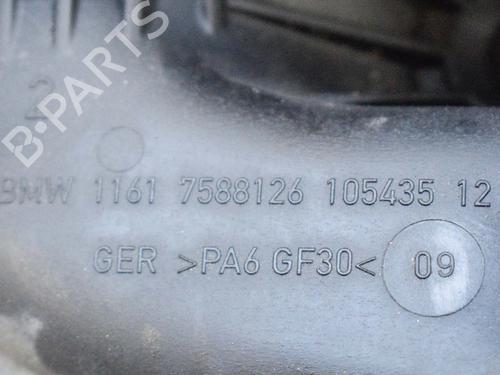 B-PARTS
2
BMW 1161 7588126 105435 12
GER >PA6 GF30< 09